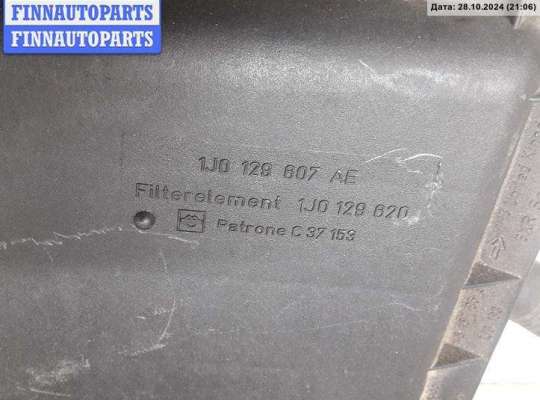 FINNAUTOPARTS
FINNAUTOPARTS
Дата: 28.10.2024 (21:06)
1J0 129 607 AE
Filterelement 1J0 129 620
Patrone C 37 153